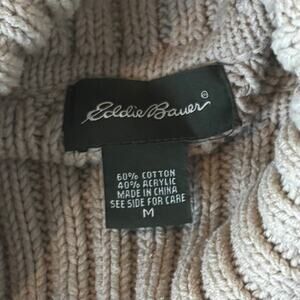 Eddie Bauer
60% COTTON
40% ACRYLIC
MADE IN CHINA
SEE SIDE FOR CARE
M